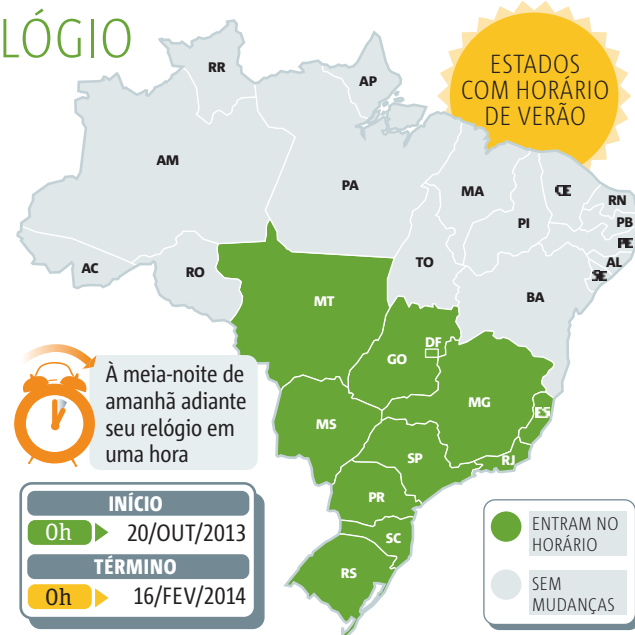 LÓGIO
ESTADOS
COM HORÁRIO
DE VERÃO
RR
AP
AM
PA
MA
CE
RN
PB
PE
AL
SE
PI
TO
BA
AC
RO
MT
DF
GO
MG
ES
MS
SP
RJ
PR
SC
RS
À meia-noite de
amanhã adiante
seu relógio em
uma hora
INÍCIO
0h 20/OUT/2013
TÉRMINO
0h 16/FEV/2014
ENTRAM NO
HORÁRIO
SEM
MUDANÇAS